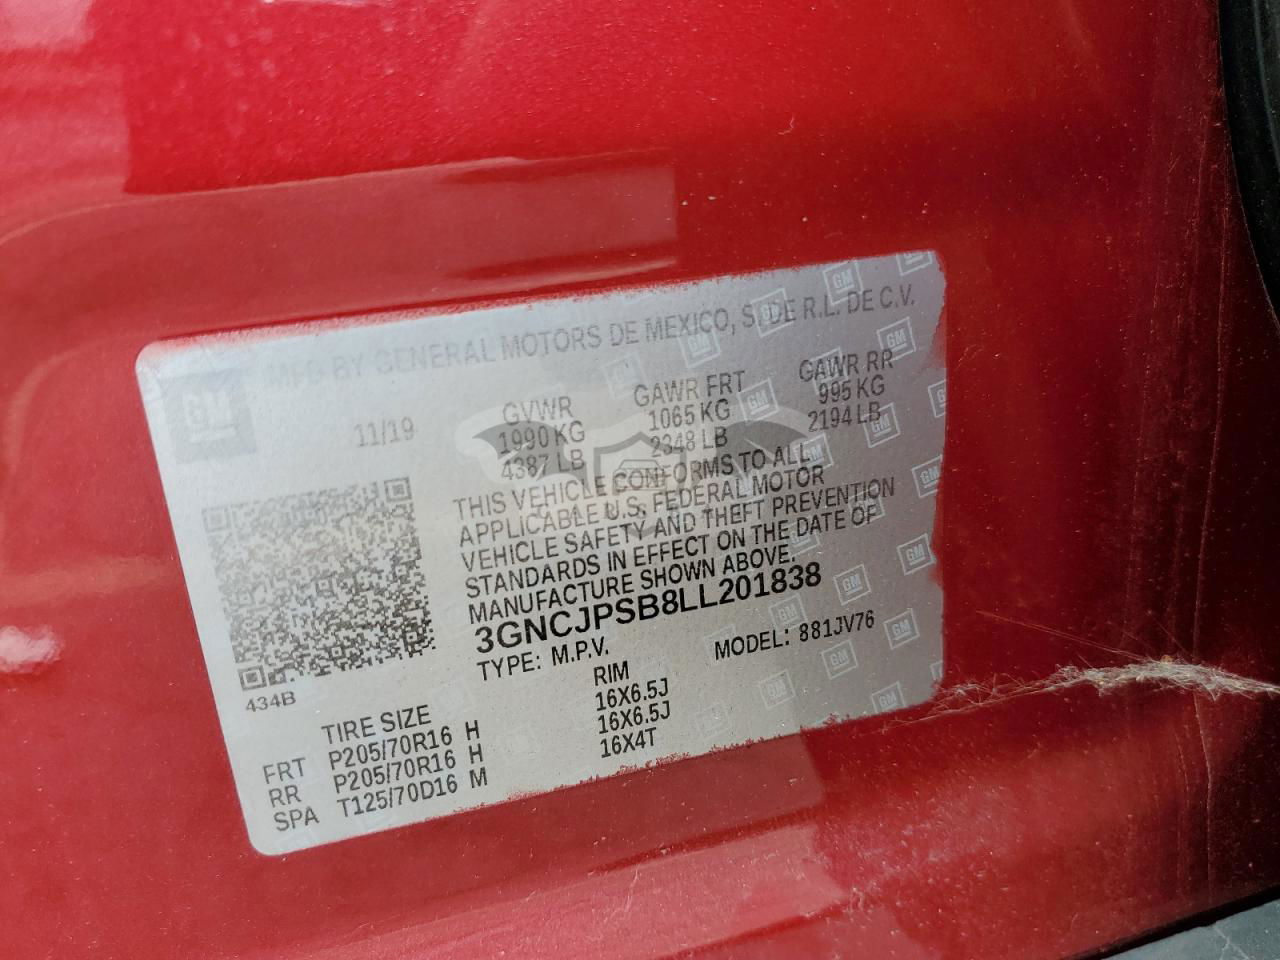 MFD BY GENERAL MOTORS DE MEXICO, S. DE R.L. DE C.V.
GM
11/19
GVWR GAWR FRT GAWR RR
1990 KG 1065 KG 995 KG
4387 LB 2348 LB 2194 LB
THIS VEHICLE CONFORMS TO ALL
APPLICABLE U.S. FEDERAL MOTOR
VEHICLE SAFETY AND THEFT PREVENTION
STANDARDS IN EFFECT ON THE DATE OF
MANUFACTURE SHOWN ABOVE.
3GNCJPSB8LL201838
TYPE: M.P.V. MODEL: 881JV76
434B
TIRE SIZE RIM
FRT P205/70R16 H 16X6.5J
RR P205/70R16 H 16X6.5J
SPA T125/70D16 M 16X4T